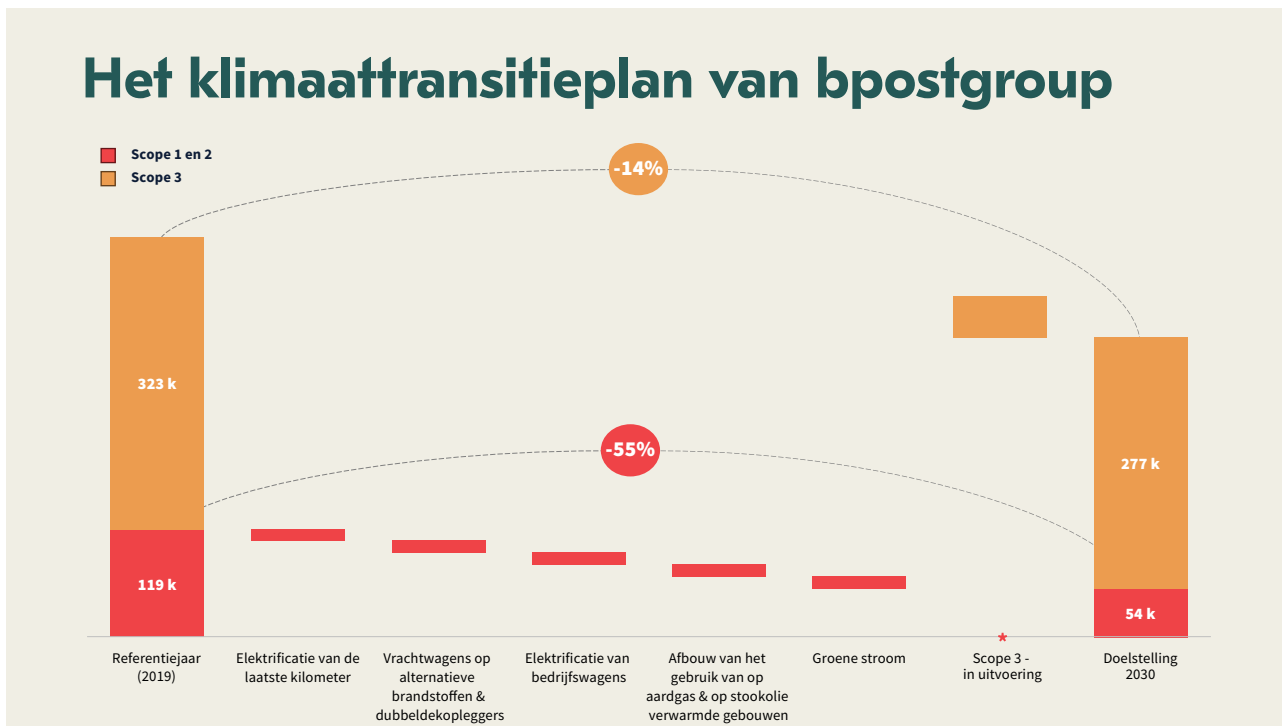 Het klimaattransitieplan van bpostgroup
Scope 1 en 2
Scope 3
-14%
323 k
-55%
277 k
119 k
54 k
*
Referentiejaar
(2019)
Elektrificatie van de
laatste kilometer
Vrachtwagens op
alternatieve
brandstoffen &
dubbeldekopleggers
Elektrificatie van
bedrijfswagens
Afbouw van het
gebruik van op
aardgas & op stookolie
verwarmde gebouwen
Groene stroom
Scope 3 -
in uitvoering
Doelstelling
2030